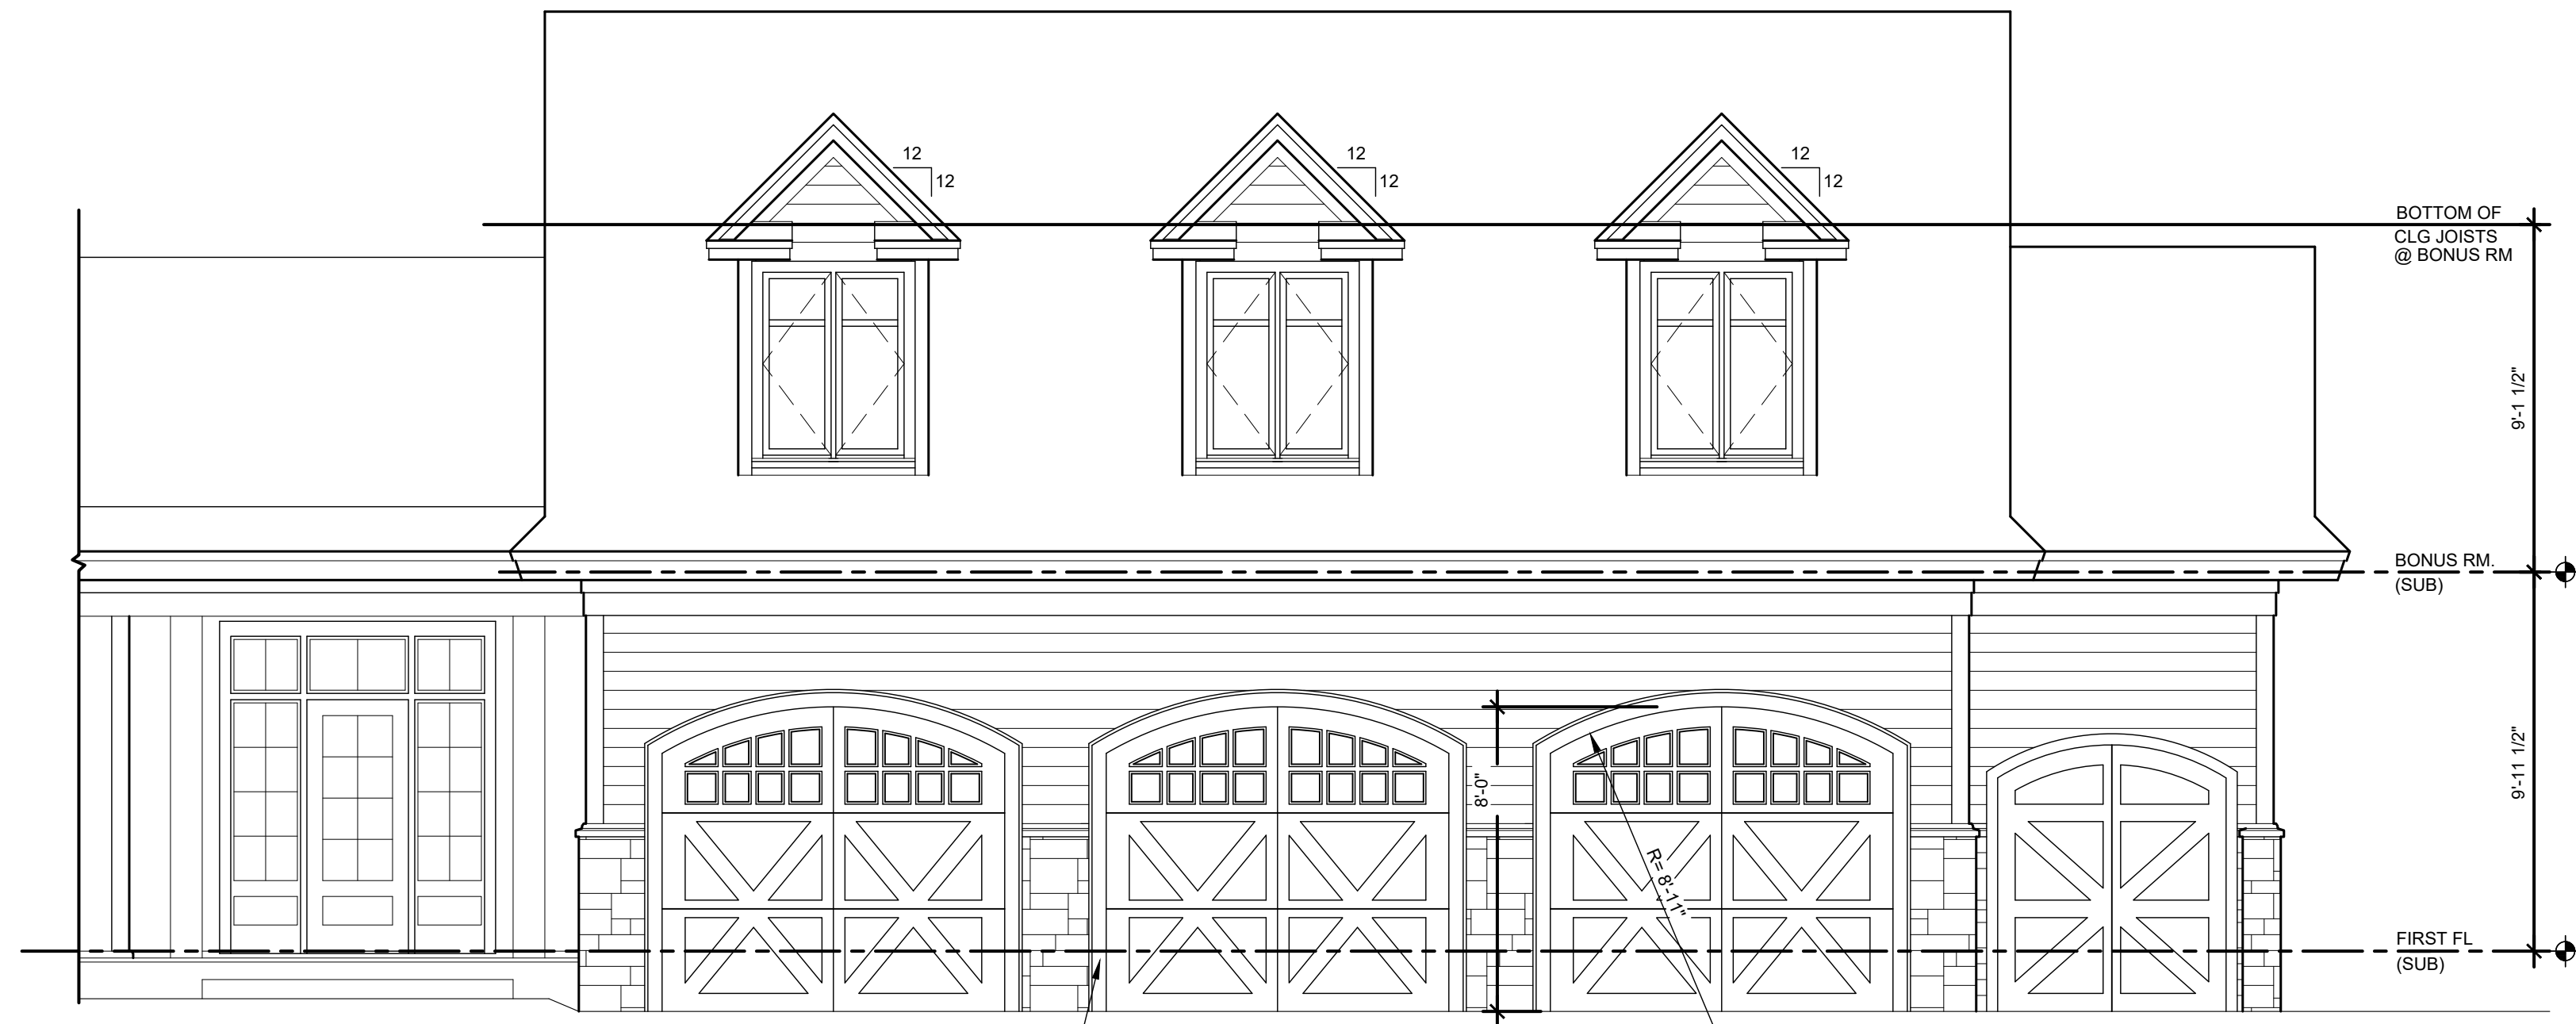 12
12
12
12
12
12
BOTTOM OF
CLG JOISTS
@ BONUS RM
9'-1 1/2"
BONUS RM.
(SUB)
9'-11 1/2"
8'-0"
R= 8'-11"
FIRST FL
(SUB)